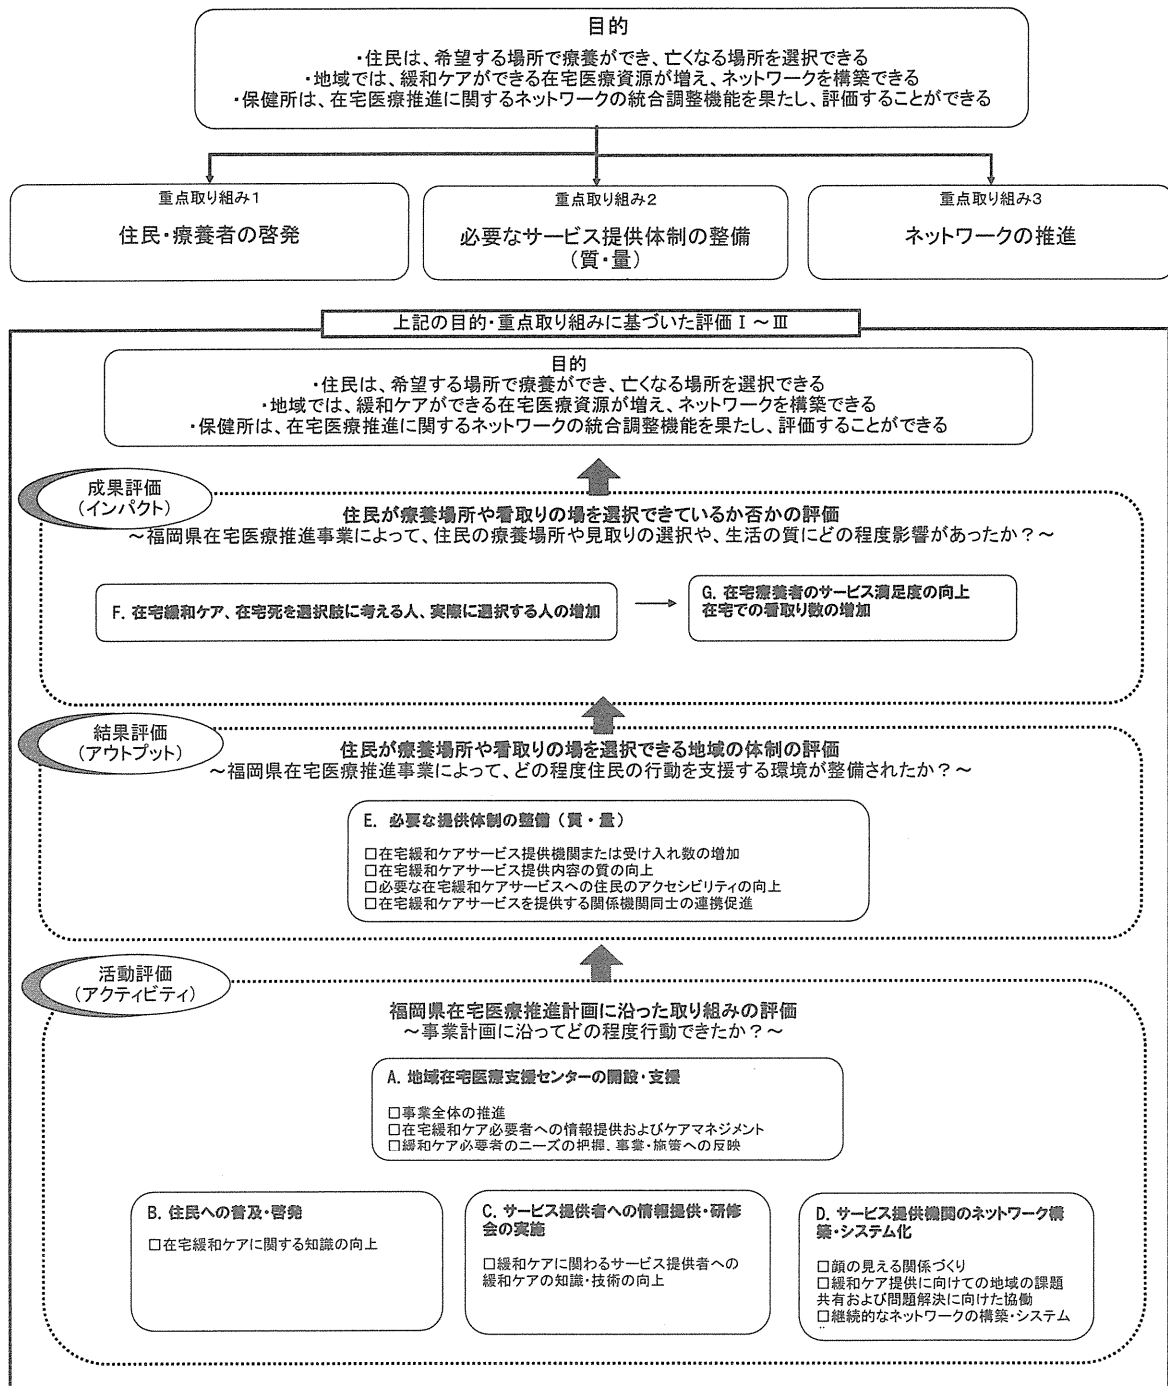 目的
・住民は、希望する場所で療養ができ、亡くなる場所を選択できる
・地域では、緩和ケアができる在宅医療資源が増え、ネットワークを構築できる
・保健所は、在宅医療推進に関するネットワークの統合調整機能を果たし、評価することができる
重点取り組み1
住民・療養者の啓発
重点取り組み2
必要なサービス提供体制の整備
(質・量)
重点取り組み3
ネットワークの推進
上記の目的・重点取り組みに基づいた評価 Ⅰ～Ⅲ
目的
・住民は、希望する場所で療養ができ、亡くなる場所を選択できる
・地域では、緩和ケアができる在宅医療資源が増え、ネットワークを構築できる
・保健所は、在宅医療推進に関するネットワークの統合調整機能を果たし、評価することができる
成果評価
(インパクト)
住民が療養場所や看取りの場を選択できているか否かの評価
～福岡県在宅医療推進事業によって、住民の療養場所や見取りの選択や、生活の質にどの程度影響があったか？～
F. 在宅緩和ケア、在宅死を選択肢に考える人、実際に選択する人の増加
G. 在宅療養者のサービス満足度の向上
在宅での看取り数の増加
結果評価
(アウトプット)
住民が療養場所や看取りの場を選択できる地域の体制の評価
～福岡県在宅医療推進事業によって、どの程度住民の行動を支援する環境が整備されたか？～
E. 必要な提供体制の整備（質・量）
□在宅緩和ケアサービス提供機関または受け入れ数の増加
□在宅緩和ケアサービス提供内容の質の向上
□必要な在宅緩和ケアサービスへの住民のアクセシビリティの向上
□在宅緩和ケアサービスを提供する関係機関同士の連携促進
活動評価
(アクティビティ)
福岡県在宅医療推進計画に沿った取り組みの評価
～事業計画に沿ってどの程度行動できたか？～
A. 地域在宅医療支援センターの開設・支援
□事業全体の推進
□在宅緩和ケア必要者への情報提供およびケアマネジメント
□緩和ケア必要者のニーズの把握、事業・施策への反映
B. 住民への普及・啓発
□在宅緩和ケアに関する知識の向上
C. サービス提供者への情報提供・研修
会の実施
□緩和ケアに関わるサービス提供者への
緩和ケアの知識・技術の向上
D. サービス提供機関のネットワーク構
築・システム化
□顔の見える関係づくり
□緩和ケア提供に向けての地域の課題
共有および問題解決に向けた協働
□継続的なネットワークの構築・システム